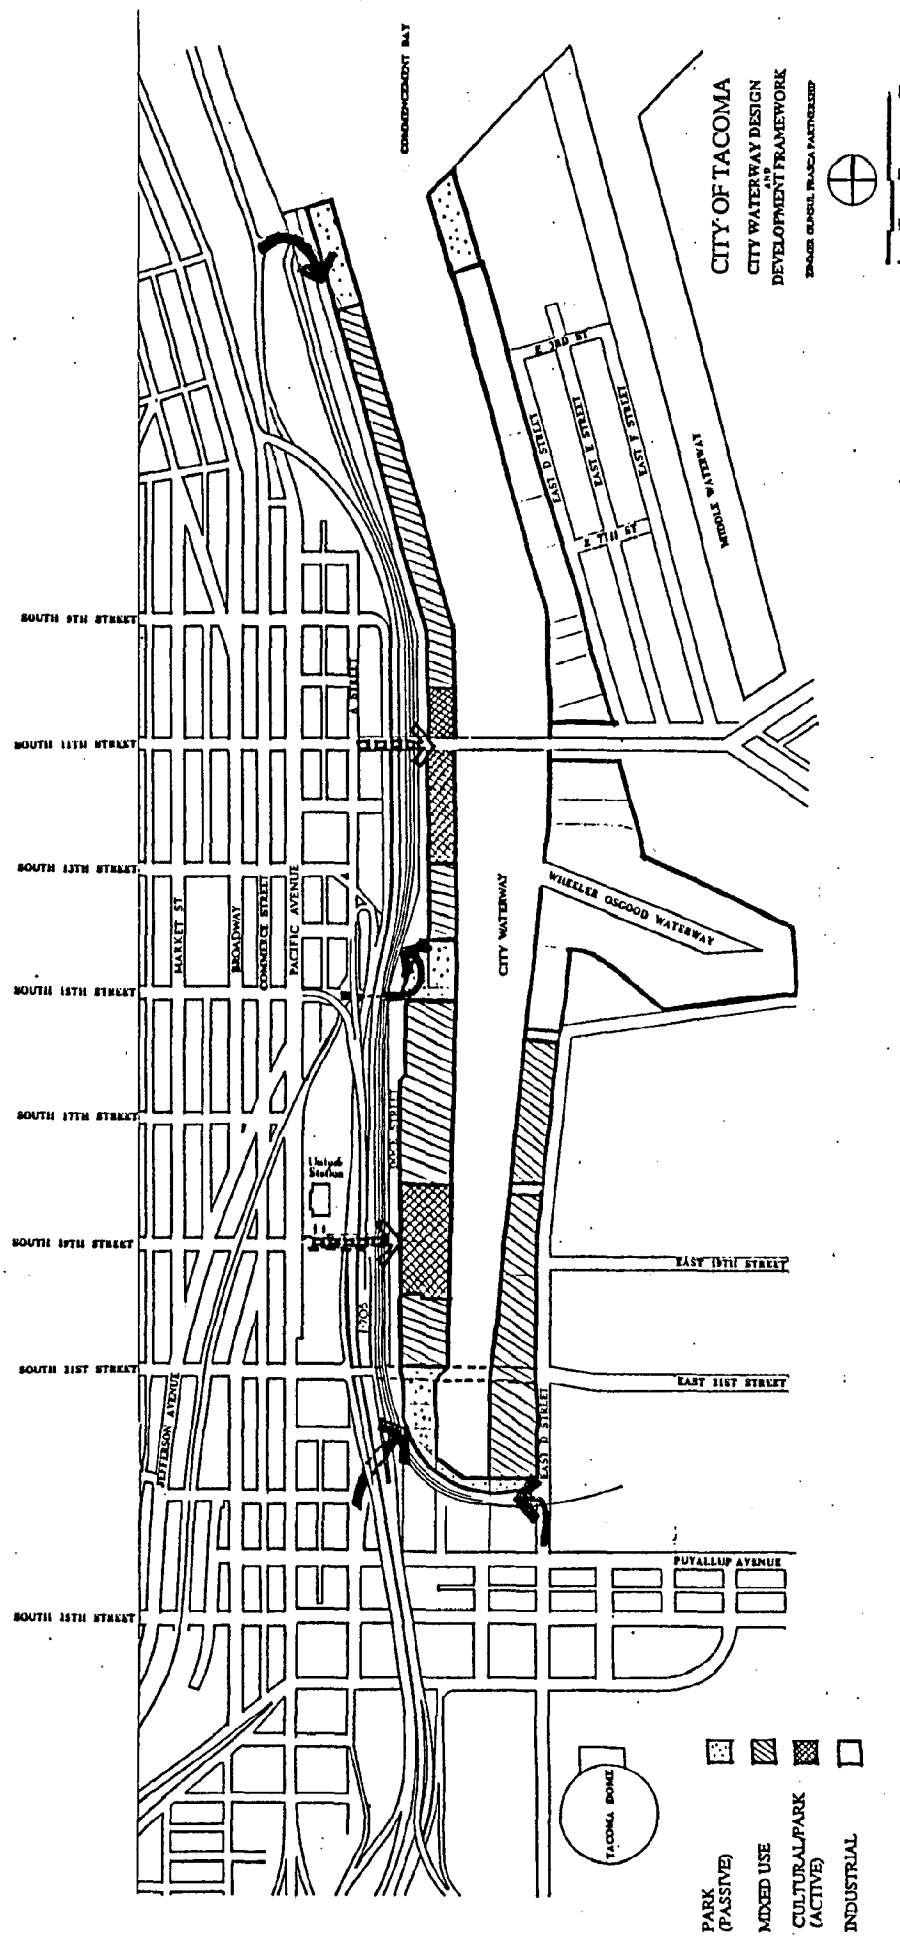 COMMENCEMENT BAY
CITY OF TACOMA
CITY WATERWAY DESIGN
AND
DEVELOPMENT FRAMEWORK
ZIMMER GUNSUL FRASCA PARTNERSHIP
E 3RD ST
EAST D STREET
EAST E STREET
EAST F STREET
MIDDLE WATERWAY
SOUTH 9TH STREET
A STREET
SOUTH 11TH STREET
SOUTH 13TH STREET
MARKET ST
BROADWAY
COMMERCE STREET
PACIFIC AVENUE
CITY WATERWAY
WHEELER OSGOOD WATERWAY
SOUTH 15TH STREET
SOUTH 17TH STREET
DOCK STREET
Union
Station
SOUTH 19TH STREET
EAST 19TH STREET
I-705
SOUTH 21ST STREET
EAST 21ST STREET
JEFFERSON AVENUE
EAST D STREET
PUYALLUP AVENUE
SOUTH 25TH STREET
TACOMA DOME
PARK
(PASSIVE)
MIXED USE
CULTURAL/PARK
(ACTIVE)
INDUSTRIAL